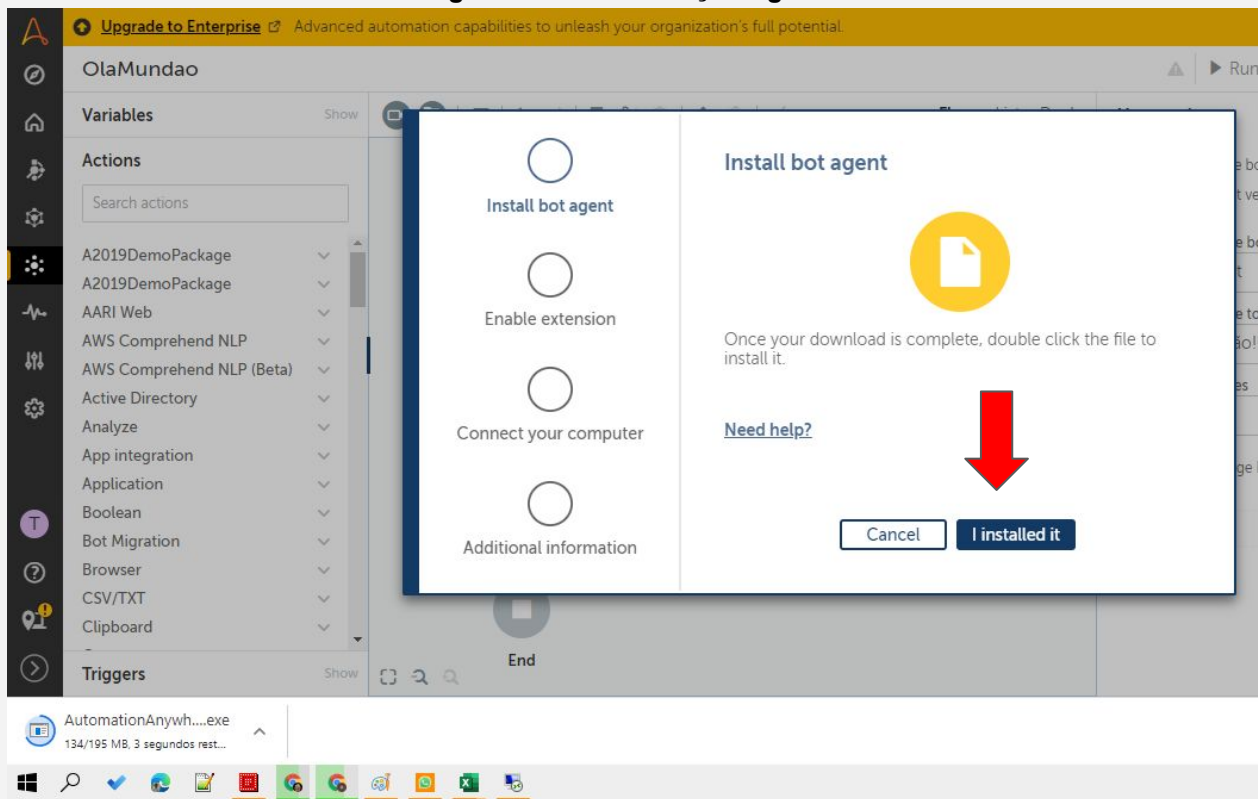 Upgrade to Enterprise Advanced automation capabilities to unleash your organization's full potential.
OlaMundao
Run
Variables
Show
Actions
Search actions
A2019DemoPackage
A2019DemoPackage
AARI Web
AWS Comprehend NLP
AWS Comprehend NLP (Beta)
Active Directory
Analyze
App integration
Application
Boolean
Bot Migration
Browser
CSV/TXT
Clipboard
Triggers
Show
Install bot agent
Enable extension
Connect your computer
Additional information
Install bot agent
Once your download is complete, double click the file to
install it.
Need help?
Cancel
I installed it
End
T
AutomationAnywh....exe
134/195 MB, 3 segundos rest...